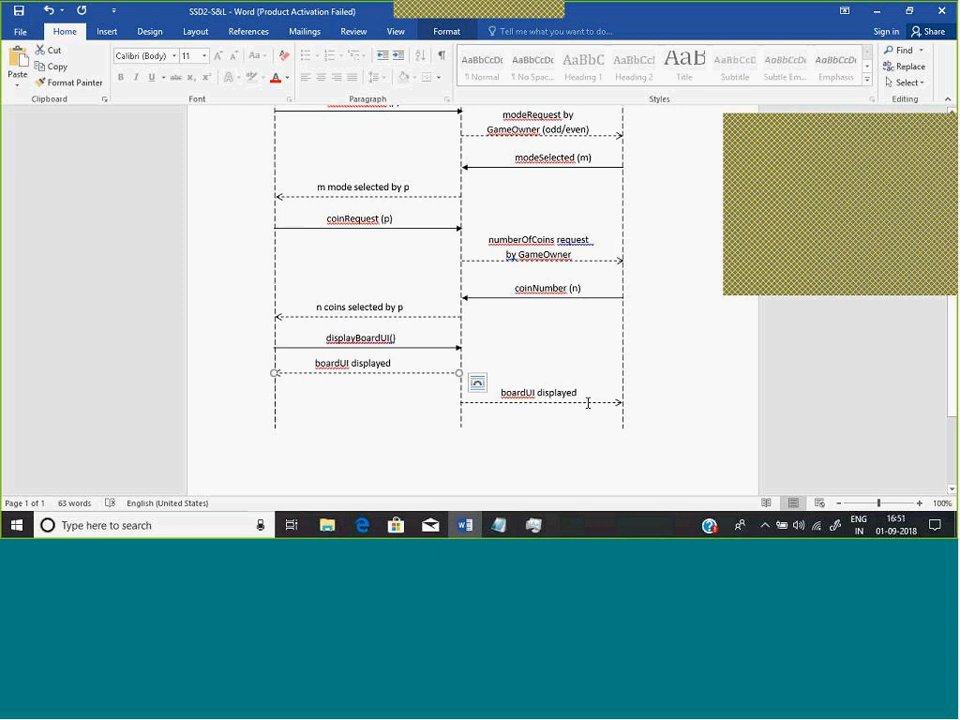 SSD2-S&L - Word (Product Activation Failed)
File Home Insert Design Layout References Mailings Review View Format Tell me what you want to do... Sign in Share
Paste
Cut
Copy
Format Painter
Calibri (Body) 11
Aa
B I U abc x₂ x² A
AaBbCcDc AaBbCcDc AaBbC AaBbCcl AaB AaBbCcD AaBbCcDc AaBbCcDc
¶ Normal ¶ No Spac... Heading 1 Heading 2 Title Subtitle Subtle Em... Emphasis
Find
Replace
Select
Clipboard Font Paragraph Styles Editing
modeRequest by
GameOwner (odd/even)
modeSelected (m)
m mode selected by p
coinRequest (p)
numberOfCoins request
by GameOwner
coinNumber (n)
n coins selected by p
displayBoardUI()
boardUI displayed
boardUI displayed
Page 1 of 1 63 words English (United States) 100%
Type here to search
ENG
IN
16:51
01-09-2018